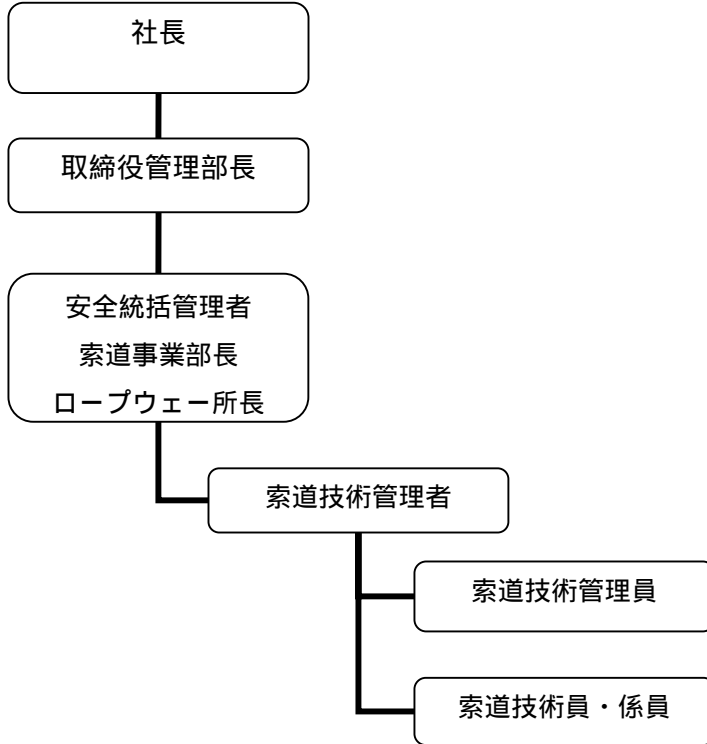 社長
取締役管理部長
安全統括管理者
索道事業部長
ロープウェー所長
索道技術管理者
索道技術管理員
索道技術員・係員